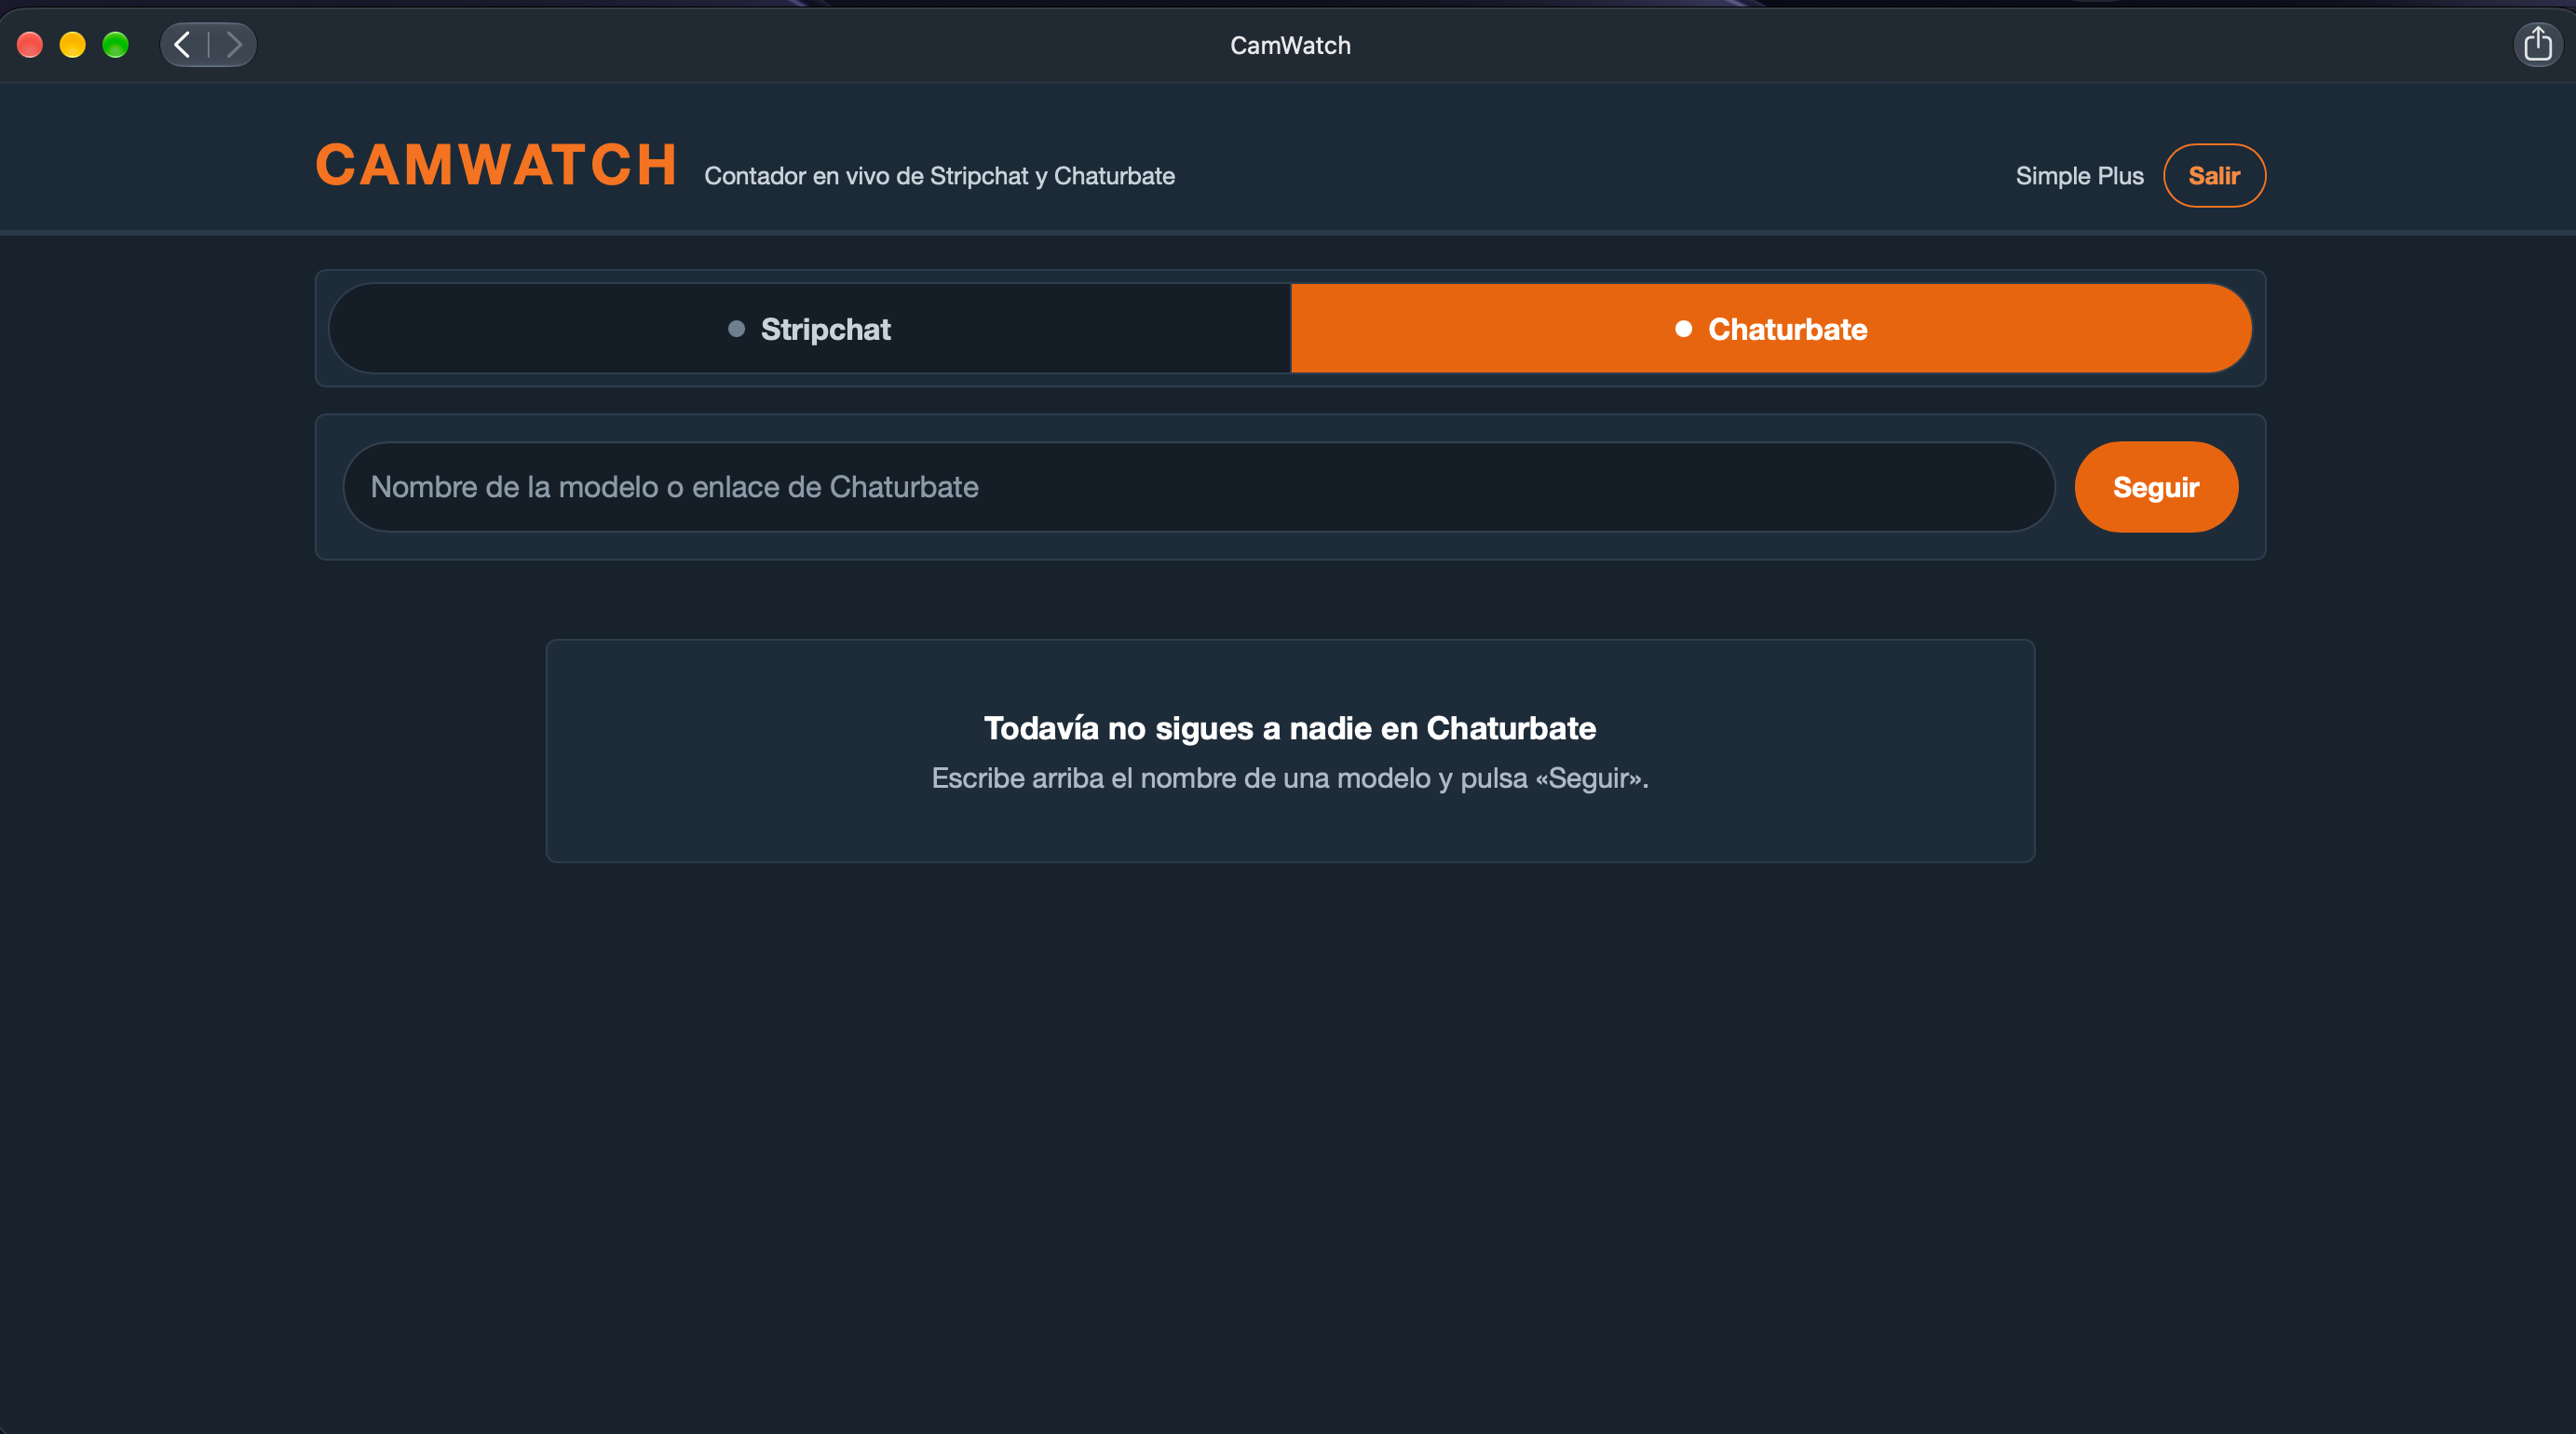 CamWatch
CAMWATCH
Contador en vivo de Stripchat y Chaturbate
Simple Plus
Salir
Stripchat
Chaturbate
Nombre de la modelo o enlace de Chaturbate
Seguir
Todavía no sigues a nadie en Chaturbate
Escribe arriba el nombre de una modelo y pulsa «Seguir».